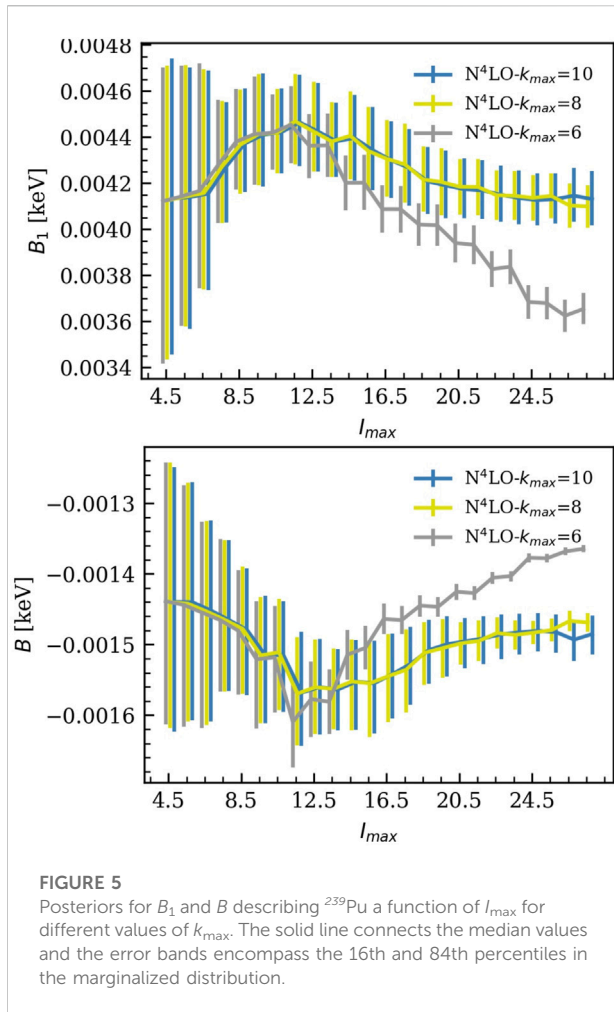 0.0048
0.0046
0.0044
0.0042
0.0040
0.0038
0.0036
0.0034
B₁ [keV]
N⁴LO-kₘₐₓ=10
N⁴LO-kₘₐₓ=8
N⁴LO-kₘₐₓ=6
4.5 8.5 12.5 16.5 20.5 24.5
Iₘₐₓ
−0.0013
−0.0014
−0.0015
−0.0016
B [keV]
N⁴LO-kₘₐₓ=10
N⁴LO-kₘₐₓ=8
N⁴LO-kₘₐₓ=6
4.5 8.5 12.5 16.5 20.5 24.5
Iₘₐₓ
FIGURE 5
Posteriors for B₁ and B describing ²³⁹Pu a function of Iₘₐₓ for
different values of kₘₐₓ. The solid line connects the median values
and the error bands encompass the 16th and 84th percentiles in
the marginalized distribution.